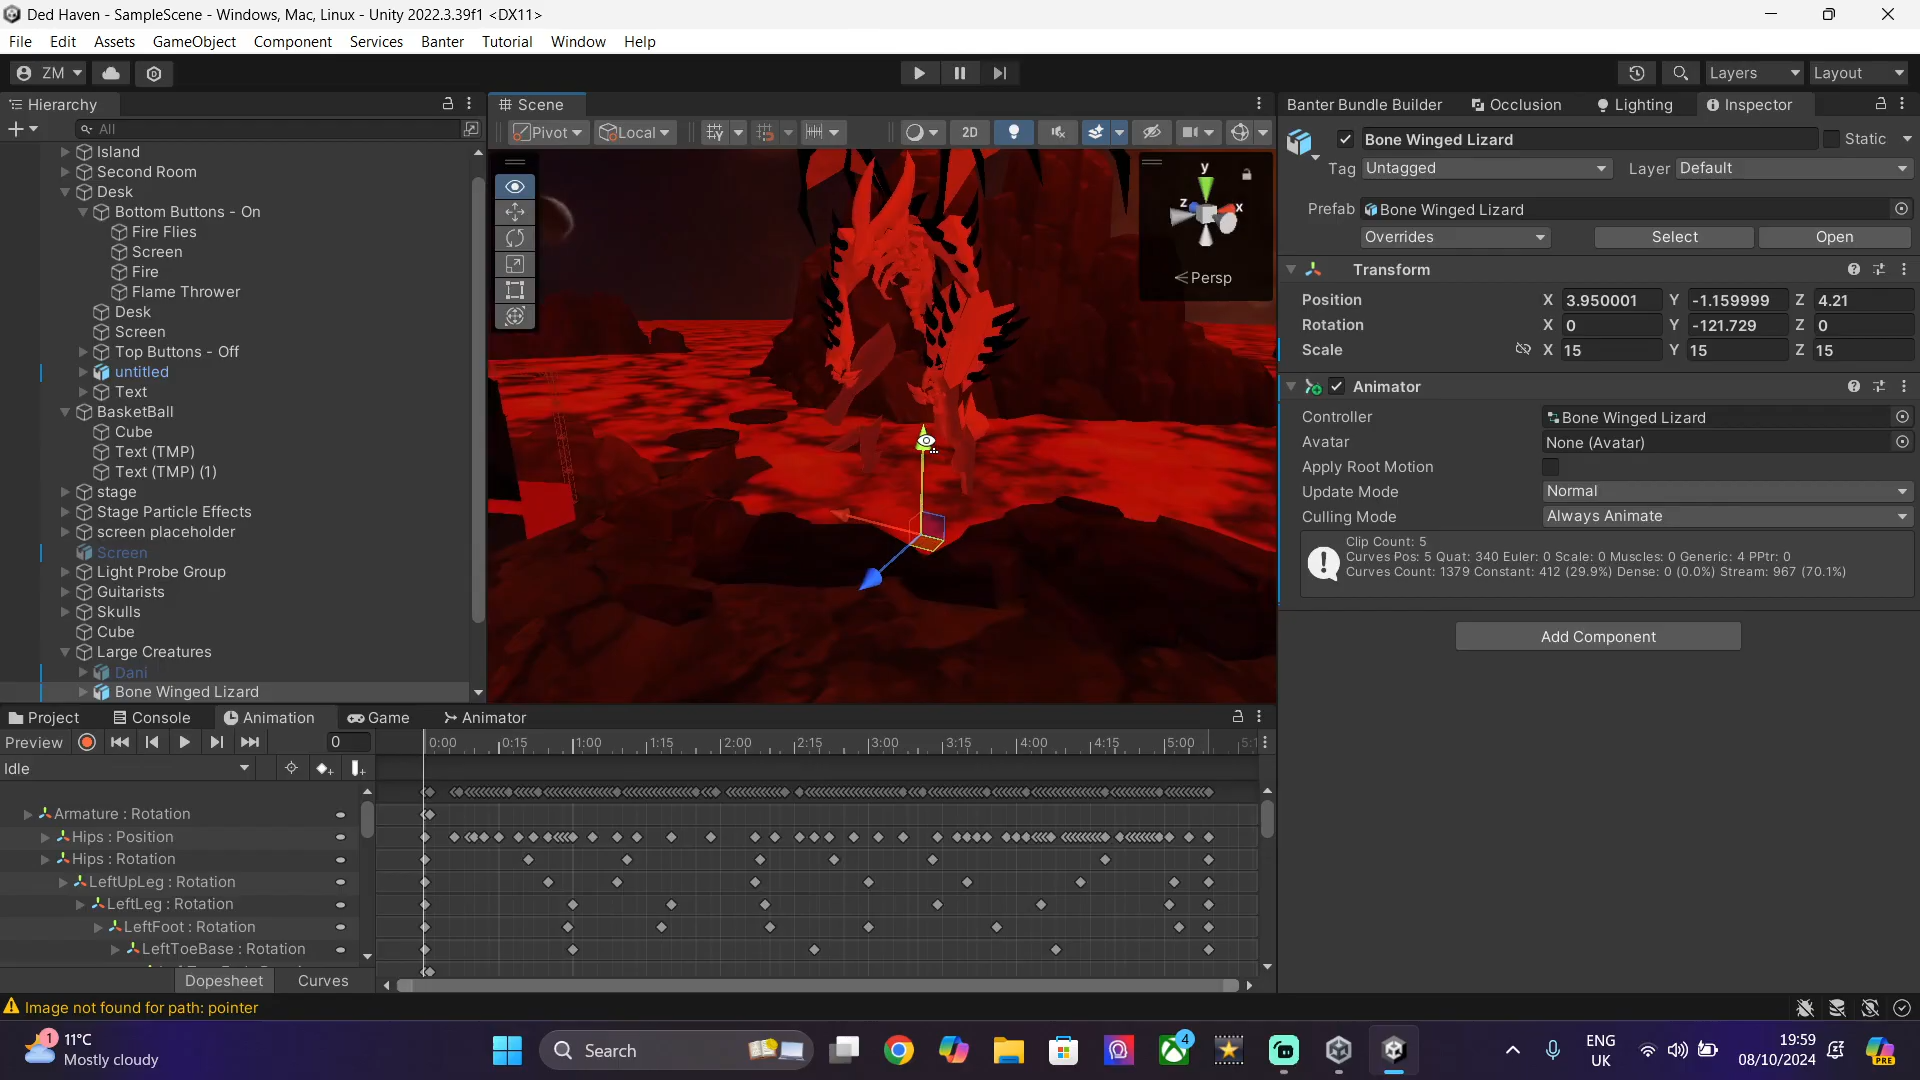 Ded Haven - SampleScene - Windows, Mac, Linux - Unity 2022.3.39f1 <DX11>
File Edit Assets GameObject Component Services Banter Tutorial Window Help
ZM Layers Layout
Hierarchy
All
Island
Second Room
Desk
Bottom Buttons - On
Fire Flies
Screen
Fire
Flame Thrower
Desk
Screen
Top Buttons - Off
untitled
Text
BasketBall
Cube
Text (TMP)
Text (TMP) (1)
stage
Stage Particle Effects
screen placeholder
Screen
Light Probe Group
Guitarists
Skulls
Cube
Large Creatures
Dani
Bone Winged Lizard
Scene
Pivot Local 2D
y
z x
Persp
Banter Bundle Builder Occlusion Lighting Inspector
Bone Winged Lizard Static
Tag Untagged Layer Default
Prefab Bone Winged Lizard
Overrides Select Open
Transform
Position X 3.950001 Y -1.159999 Z 4.21
Rotation X 0 Y -121.729 Z 0
Scale X 15 Y 15 Z 15
Animator
Controller Bone Winged Lizard
Avatar None (Avatar)
Apply Root Motion
Update Mode Normal
Culling Mode Always Animate
Clip Count: 5
Curves Pos: 5 Quat: 340 Euler: 0 Scale: 0 Muscles: 0 Generic: 4 PPtr: 0
Curves Count: 1379 Constant: 412 (29.9%) Dense: 0 (0.0%) Stream: 967 (70.1%)
Add Component
Project Console Animation Game Animator
Preview 0 0:00 0:15 1:00 1:15 2:00 2:15 3:00 3:15 4:00 4:15 5:00
Idle
Armature : Rotation
Hips : Position
Hips : Rotation
LeftUpLeg : Rotation
LeftLeg : Rotation
LeftFoot : Rotation
LeftToeBase : Rotation
Dopesheet Curves
Image not found for path: pointer
1 11°C
Mostly cloudy
Search
4
ENG
UK
19:59
08/10/2024
PRE